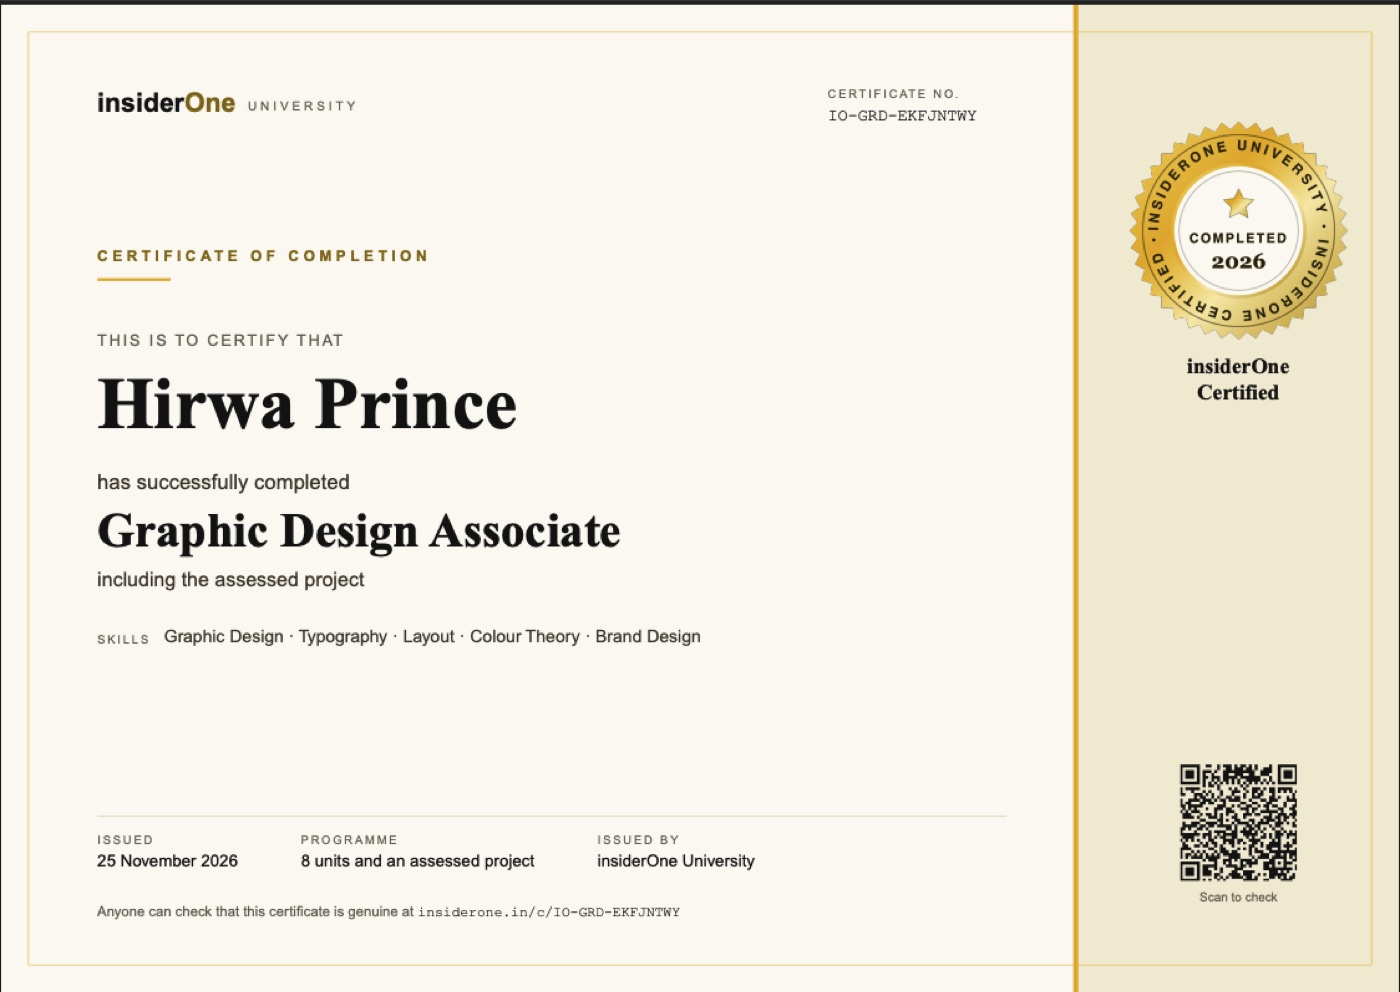 insiderOne UNIVERSITY
CERTIFICATE NO.
IO-GRD-EKFJNTWY
CERTIFICATE OF COMPLETION
THIS IS TO CERTIFY THAT
Hirwa Prince
has successfully completed
Graphic Design Associate
including the assessed project
SKILLS Graphic Design · Typography · Layout · Colour Theory · Brand Design
ISSUED
25 November 2026
PROGRAMME
8 units and an assessed project
ISSUED BY
insiderOne University
Anyone can check that this certificate is genuine at insiderone.in/c/IO-GRD-EKFJNTWY
INSIDERONE UNIVERSITY · INSIDERONE CERTIFIED ·
COMPLETED
2026
insiderOne
Certified
Scan to check